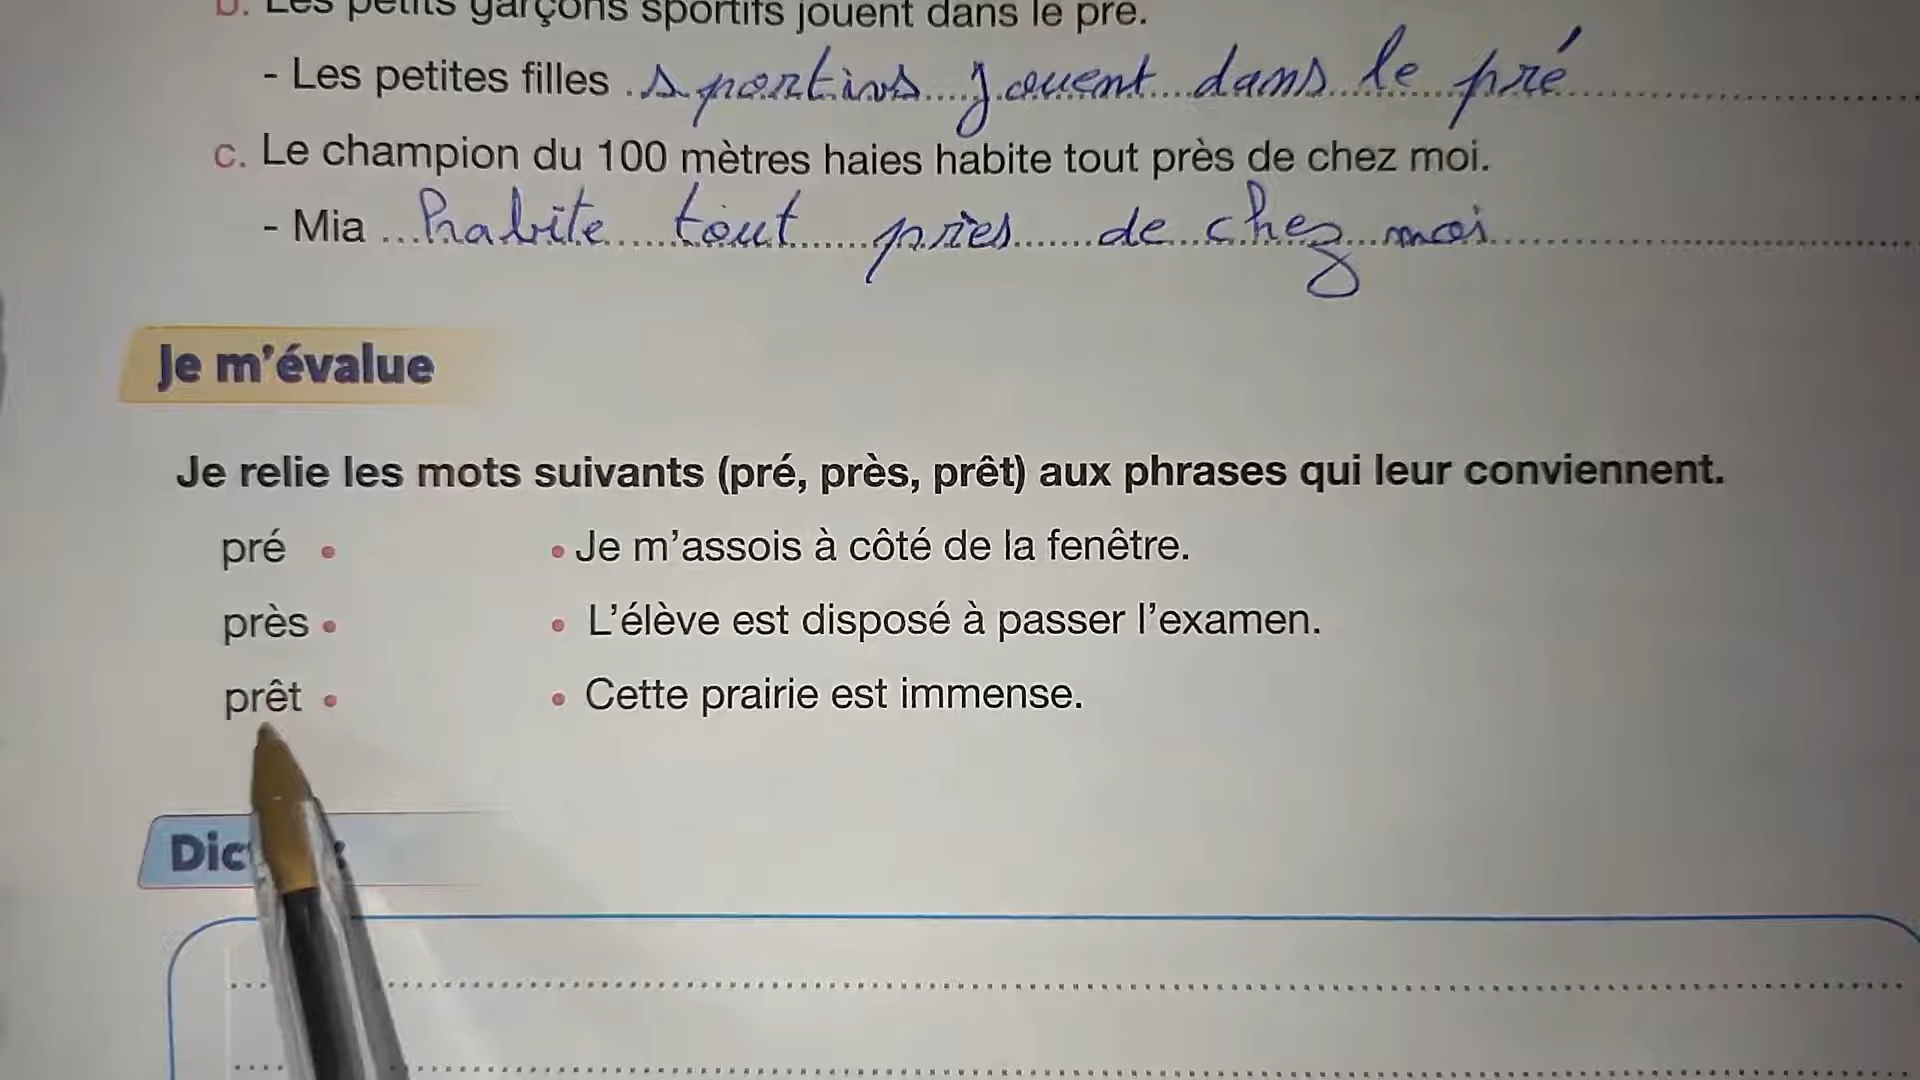 b. Les petits garçons sportifs jouent dans le pré.
- Les petites filles sportives jouent dans le pré
c. Le champion du 100 mètres haies habite tout près de chez moi.
- Mia habite tout près de chez moi
Je m'évalue
Je relie les mots suivants (pré, près, prêt) aux phrases qui leur conviennent.
pré • • Je m'assois à côté de la fenêtre.
près • • L'élève est disposé à passer l'examen.
prêt • • Cette prairie est immense.